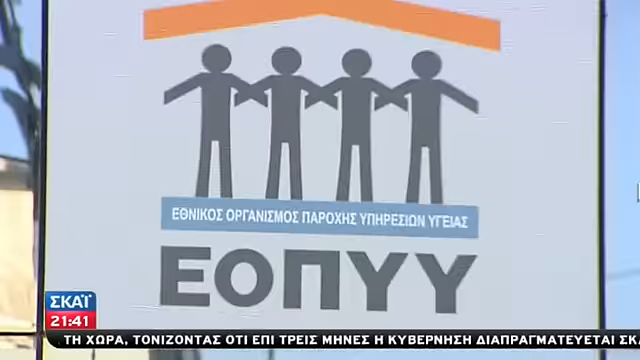 ΕΘΝΙΚΟΣ ΟΡΓΑΝΙΣΜΟΣ ΠΑΡΟΧΗΣ ΥΠΗΡΕΣΙΩΝ ΥΓΕΙΑΣ
ΕΟΠΥΥ
ΣΚΑΪ
21:41
ΤΗ ΧΩΡΑ, ΤΟΝΙΖΟΝΤΑΣ ΟΤΙ ΕΠΙ ΤΡΕΙΣ ΜΗΝΕΣ Η ΚΥΒΕΡΝΗΣΗ ΔΙΑΠΡΑΓΜΑΤΕΥΕΤΑΙ ΣΚ